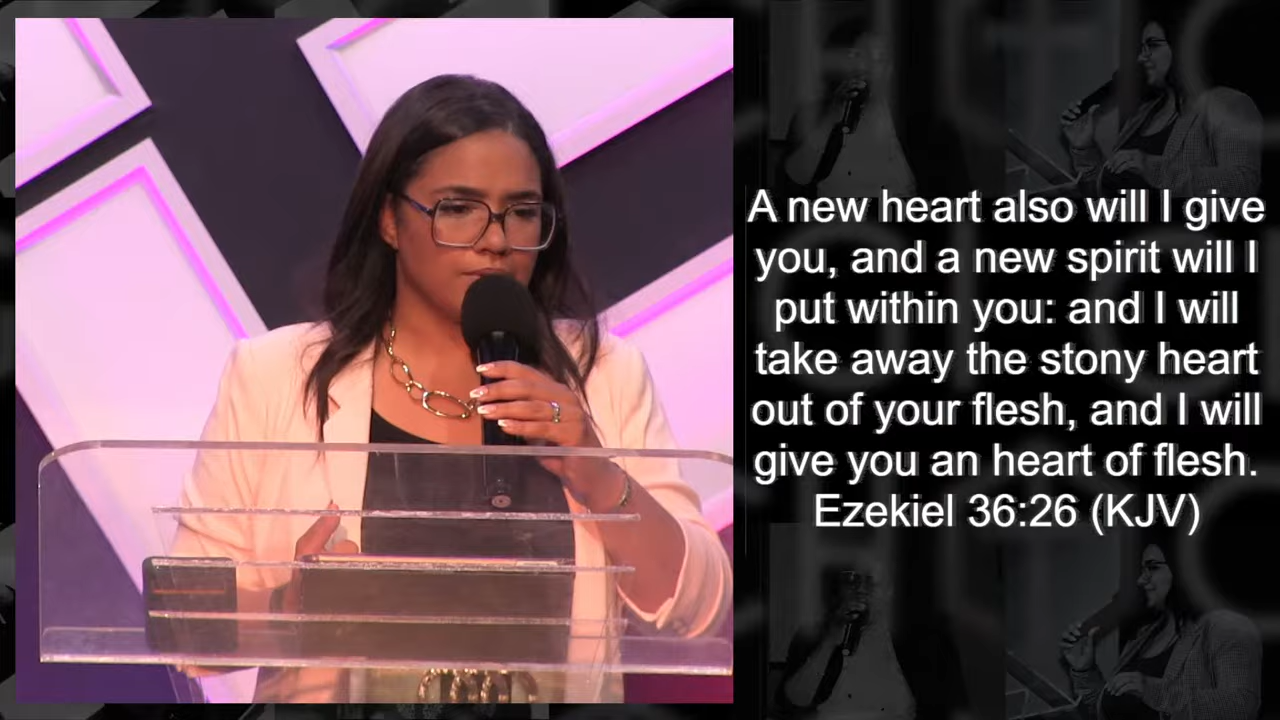 A new heart also will I give
you, and a new spirit will I
put within you: and I will
take away the stony heart
out of your flesh, and I will
give you an heart of flesh.
Ezekiel 36:26 (KJV)